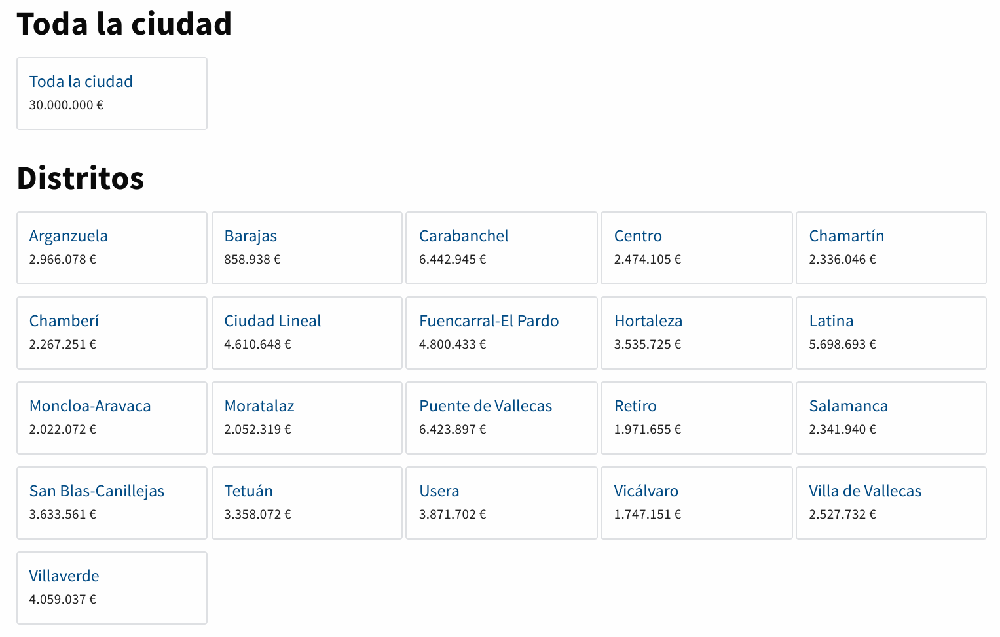 Toda la ciudad
Toda la ciudad
30.000.000 €
Distritos
Arganzuela
2.966.078 €
Barajas
858.938 €
Carabanchel
6.442.945 €
Centro
2.474.105 €
Chamartín
2.336.046 €
Chamberí
2.267.251 €
Ciudad Lineal
4.610.648 €
Fuencarral-El Pardo
4.800.433 €
Hortaleza
3.535.725 €
Latina
5.698.693 €
Moncloa-Aravaca
2.022.072 €
Moratalaz
2.052.319 €
Puente de Vallecas
6.423.897 €
Retiro
1.971.655 €
Salamanca
2.341.940 €
San Blas-Canillejas
3.633.561 €
Tetuán
3.358.072 €
Usera
3.871.702 €
Vicálvaro
1.747.151 €
Villa de Vallecas
2.527.732 €
Villaverde
4.059.037 €